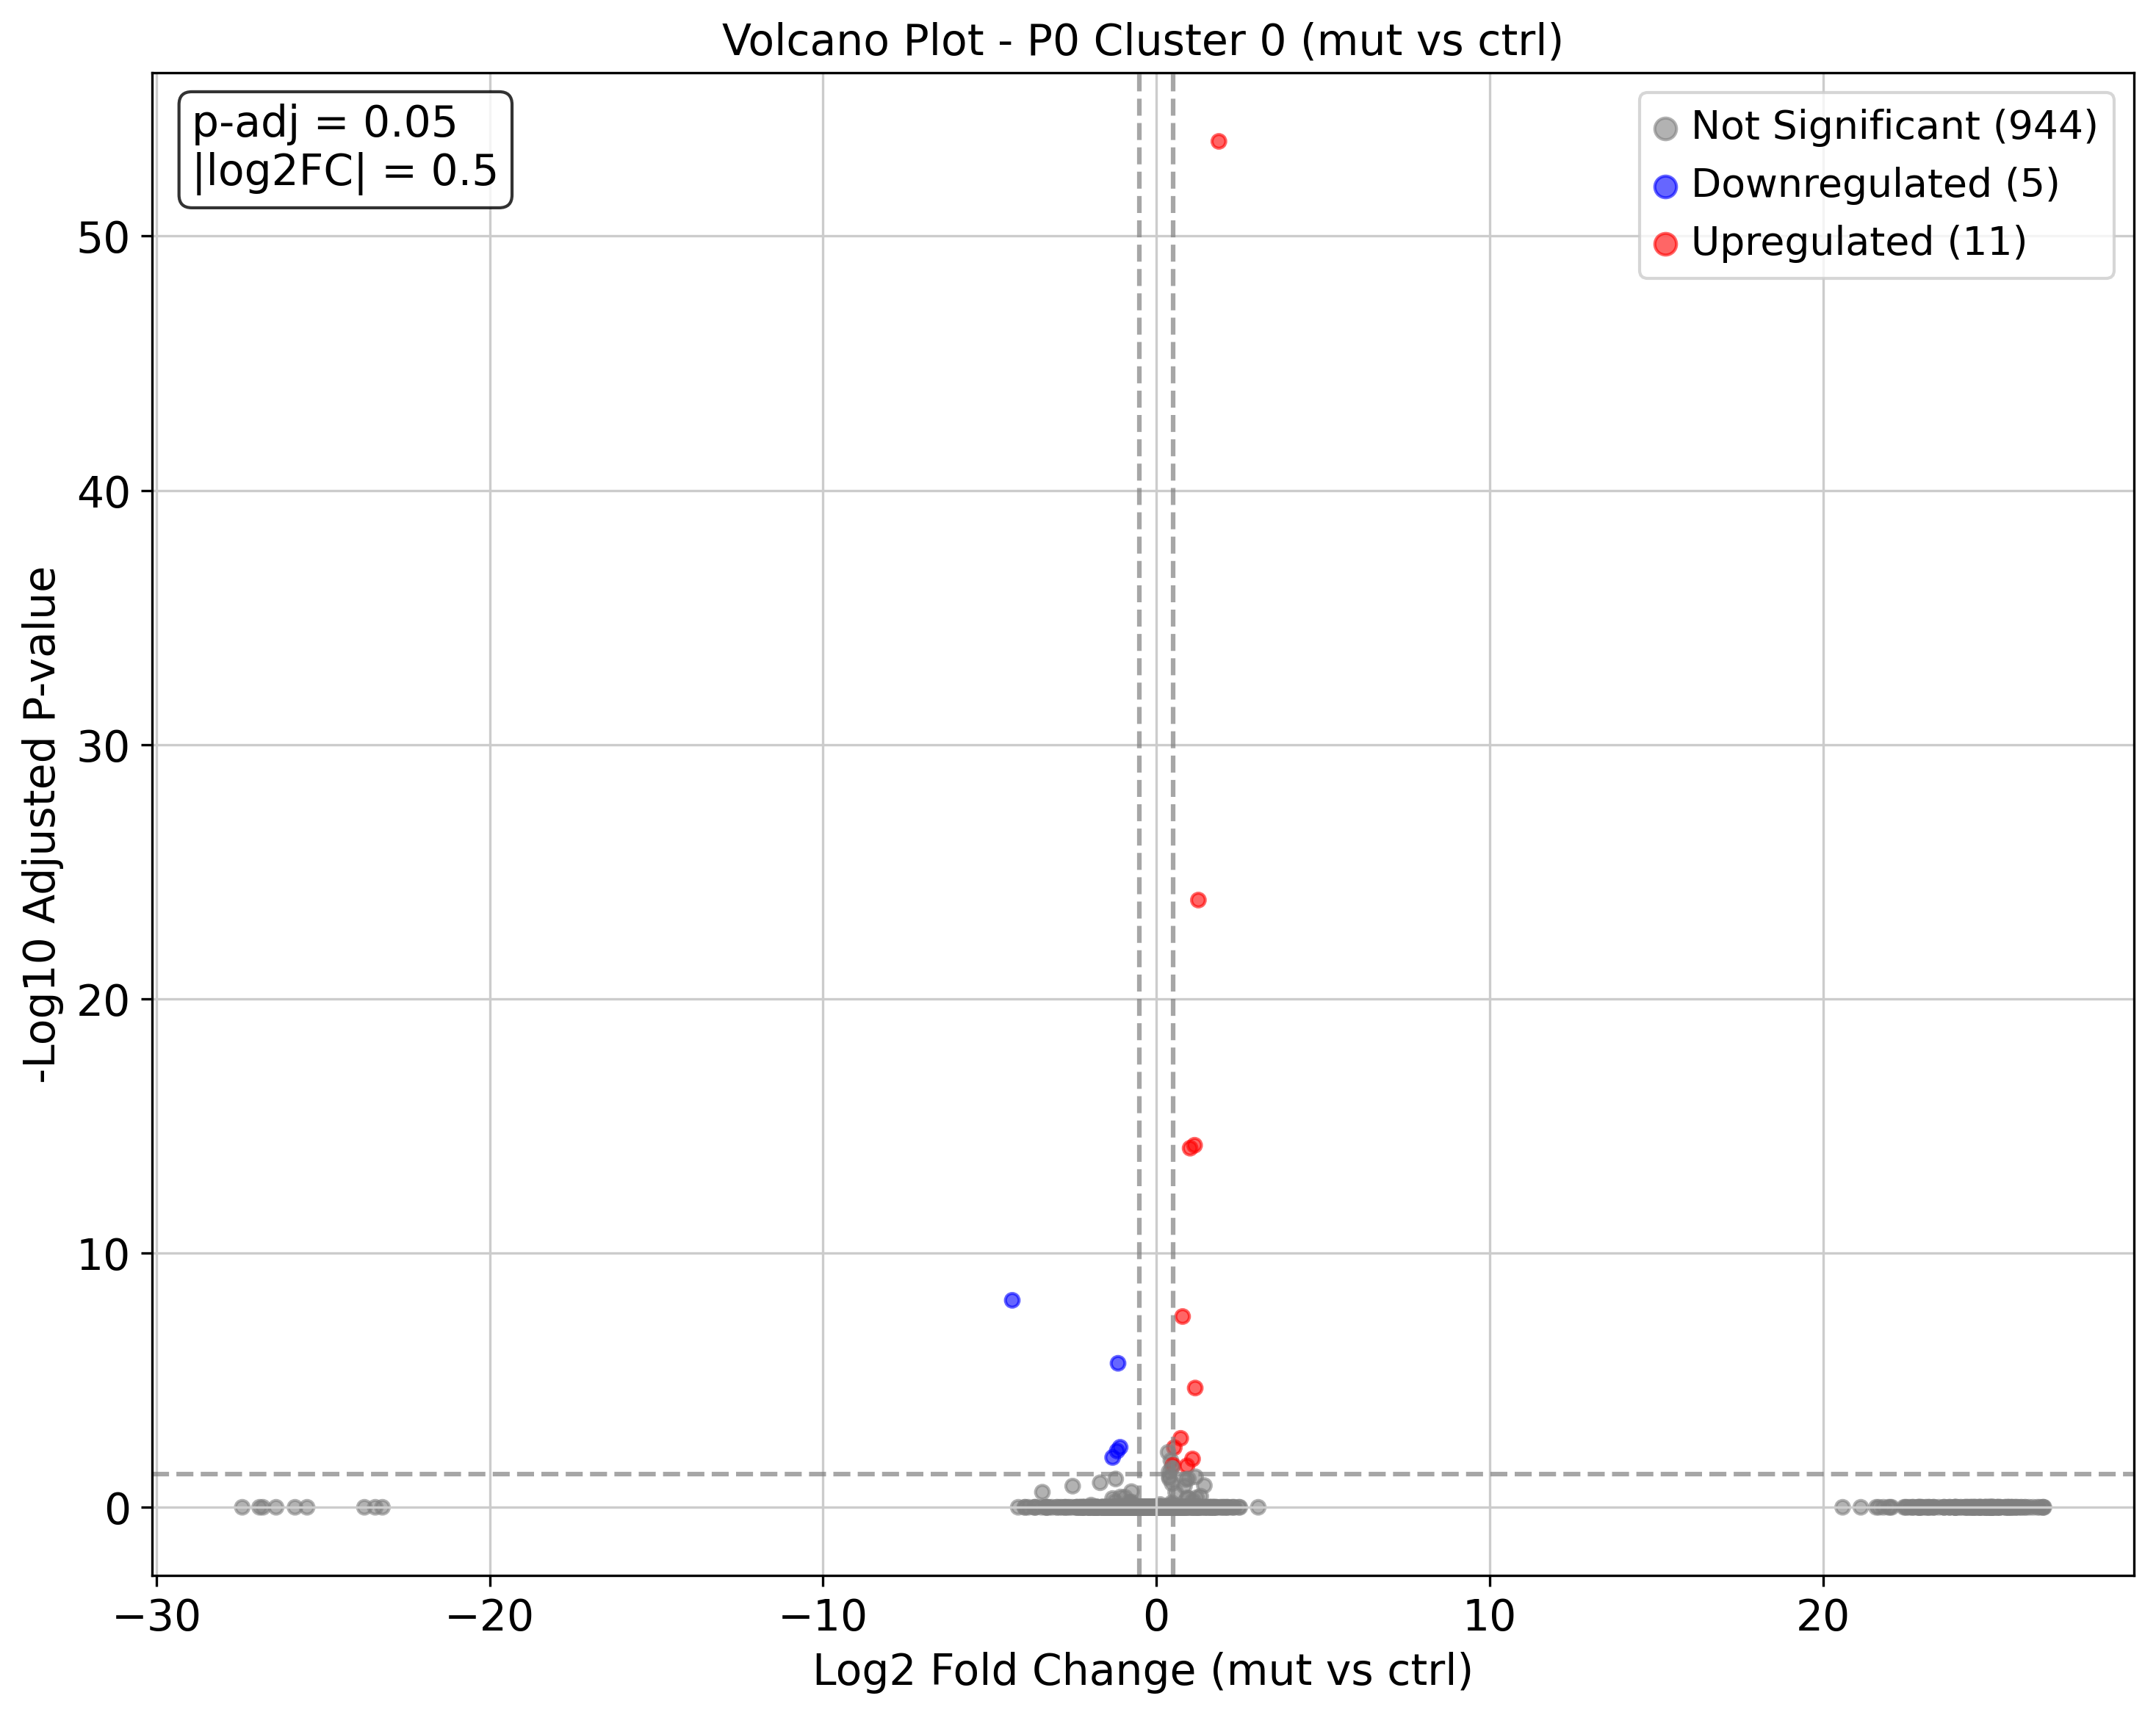 Volcano Plot - P0 Cluster 0 (mut vs ctrl)
p-adj = 0.05
|log2FC| = 0.5
Not Significant (944)
Downregulated (5)
Upregulated (11)
-Log10 Adjusted P-value
50
40
30
20
10
0
−30 −20 −10 0 10 20
Log2 Fold Change (mut vs ctrl)